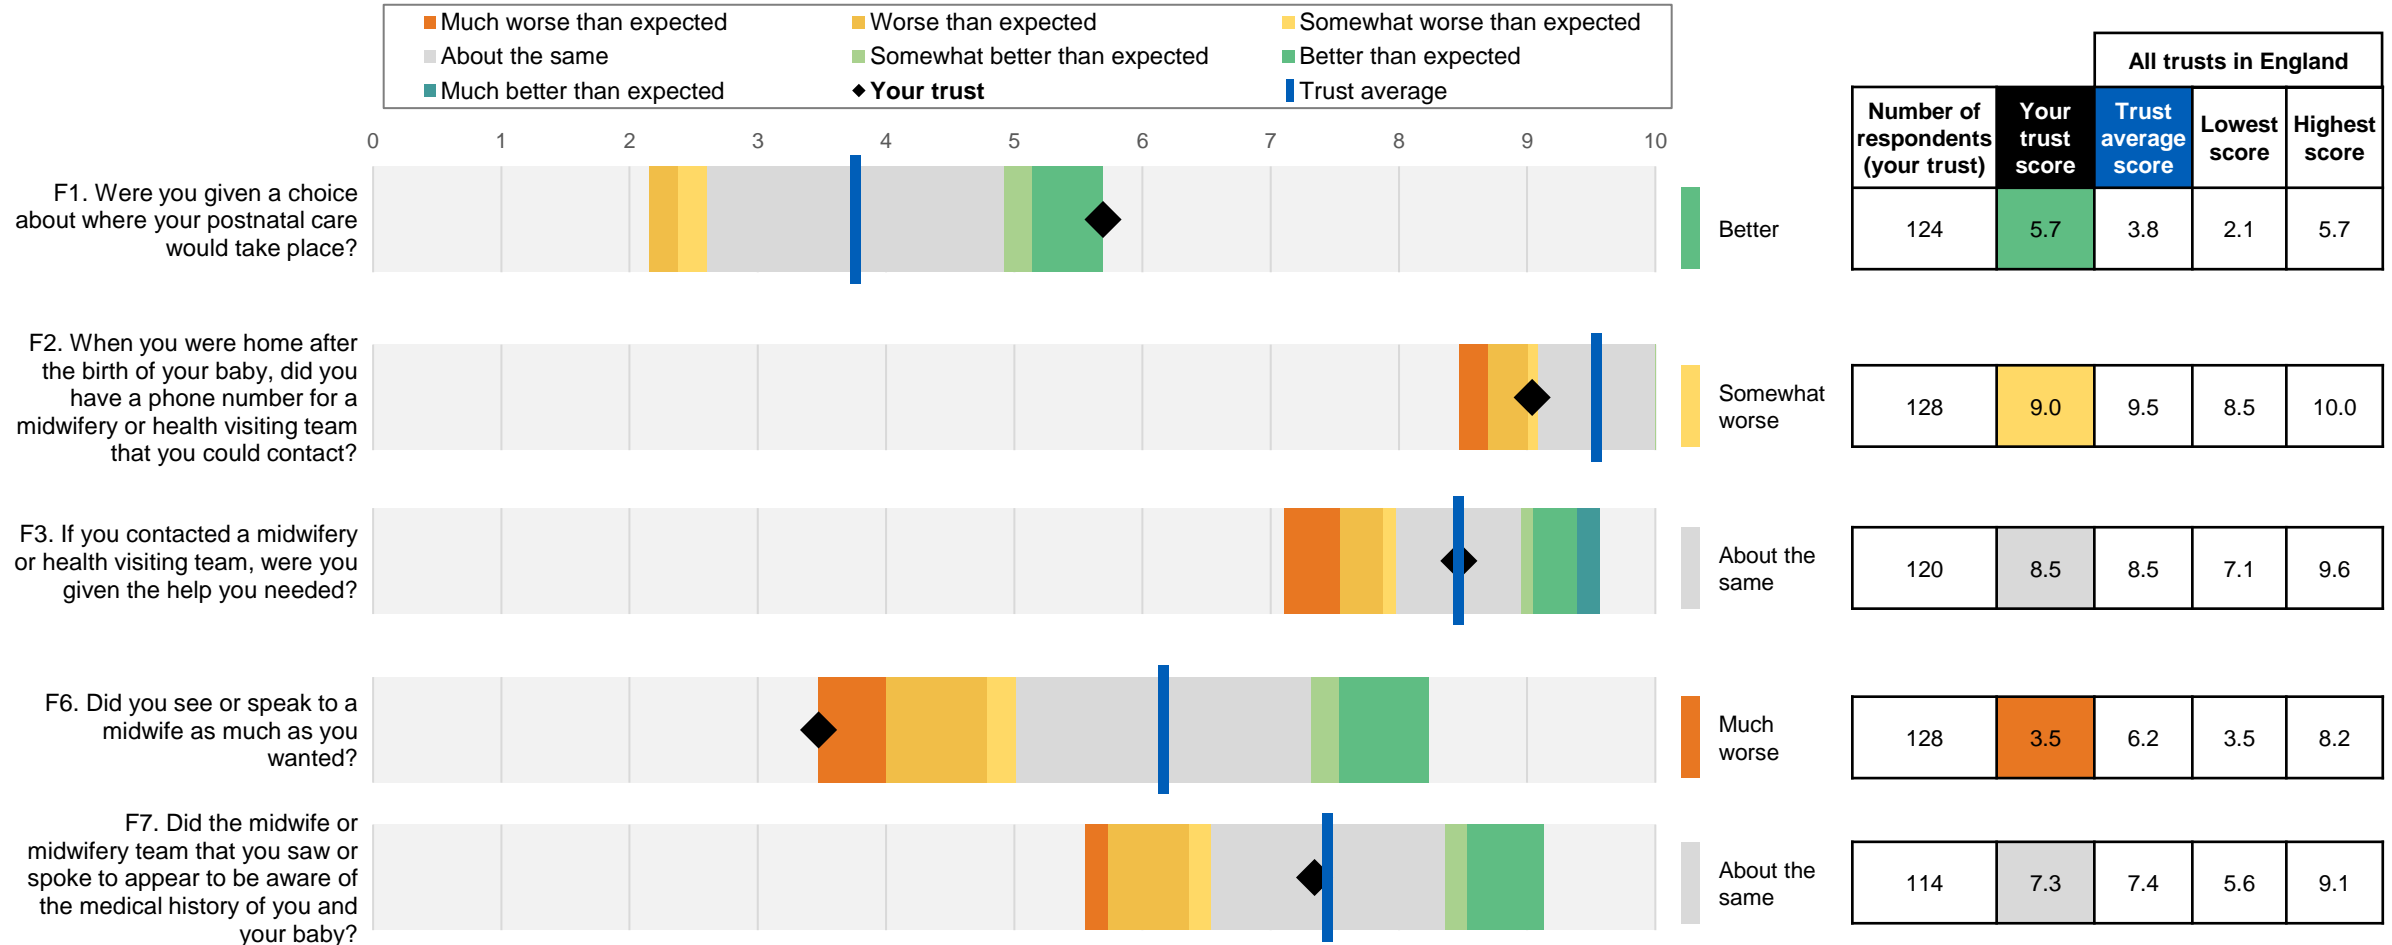 Much worse than expected
Worse than expected
Somewhat worse than expected
About the same
Somewhat better than expected
Better than expected
Much better than expected
Your trust
Trust average
All trusts in England
Number of
respondents
(your trust)
Your
trust
score
Trust
average
score
Lowest
score
Highest
score
0 1 2 3 4 5 6 7 8 9 10
F1. Were you given a choice
about where your postnatal care
would take place?
Better
124 5.7 3.8 2.1 5.7
F2. When you were home after
the birth of your baby, did you
have a phone number for a
midwifery or health visiting team
that you could contact?
Somewhat
worse
128 9.0 9.5 8.5 10.0
F3. If you contacted a midwifery
or health visiting team, were you
given the help you needed?
About the
same
120 8.5 8.5 7.1 9.6
F6. Did you see or speak to a
midwife as much as you
wanted?
Much
worse
128 3.5 6.2 3.5 8.2
F7. Did the midwife or
midwifery team that you saw or
spoke to appear to be aware of
the medical history of you and
your baby?
About the
same
114 7.3 7.4 5.6 9.1